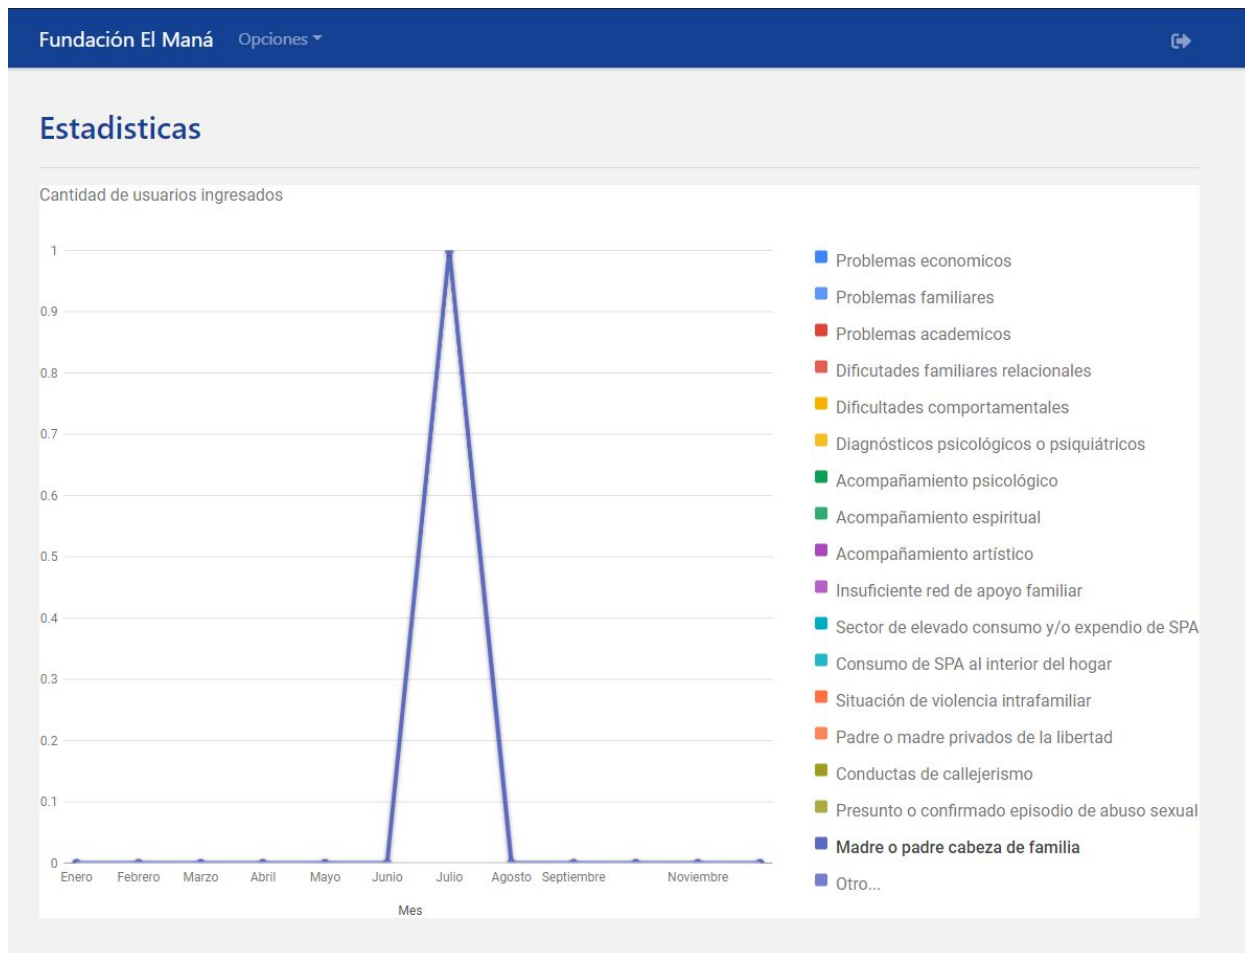 Fundación El Maná Opciones
Estadisticas
Cantidad de usuarios ingresados
1
0.9
0.8
0.7
0.6
0.5
0.4
0.3
0.2
0.1
0
Enero Febrero Marzo Abril Mayo Junio Julio Agosto Septiembre Noviembre
Mes
Problemas economicos
Problemas familiares
Problemas academicos
Dificutades familiares relacionales
Dificultades comportamentales
Diagnósticos psicológicos o psiquiátricos
Acompañamiento psicológico
Acompañamiento espiritual
Acompañamiento artístico
Insuficiente red de apoyo familiar
Sector de elevado consumo y/o expendio de SPA
Consumo de SPA al interior del hogar
Situación de violencia intrafamiliar
Padre o madre privados de la libertad
Conductas de callejerismo
Presunto o confirmado episodio de abuso sexual
Madre o padre cabeza de familia
Otro...